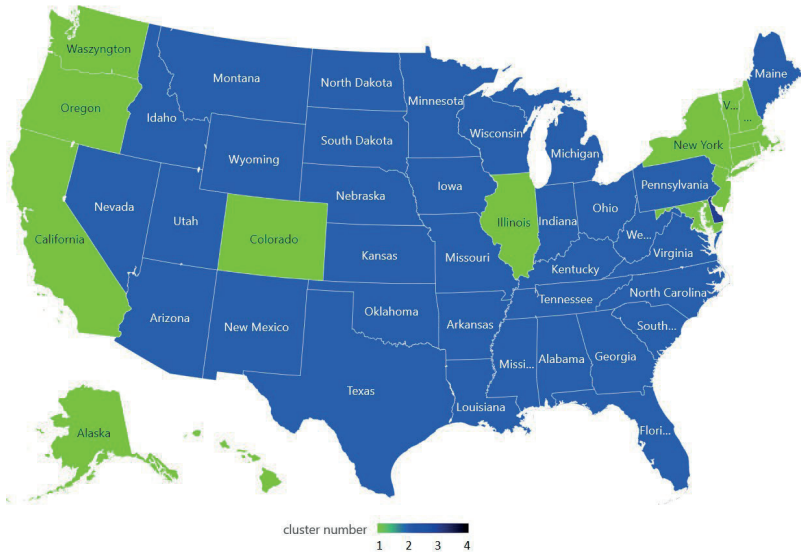 Waszyngton
Maine
Montana
North Dakota
Minnesota
V...
...
Oregon
Idaho
Wisconsin
South Dakota
New York
Michigan
Wyoming
Iowa
Pennsylvania
Nebraska
Nevada
Illinois
Indiana
Ohio
Utah
California
Colorado
We...
Kansas
Missouri
Virginia
Kentucky
North Carolina
Tennessee
Oklahoma
Arizona
New Mexico
Arkansas
South...
Missi...
Alabama
Georgia
Texas
Louisiana
Flori...
Alaska
cluster number
1 2 3 4